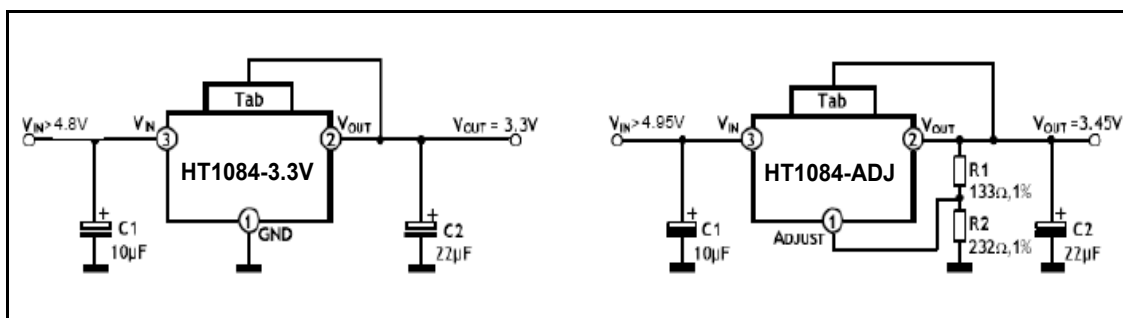 Tab
VIN>4.8V
VIN
3
2
VOUT
VOUT = 3.3V
HT1084-3.3V
1
GND
+
C1
10µF
+
C2
22µF
Tab
VIN>4.95V
VIN
3
2
VOUT
VOUT = 3.45V
HT1084-ADJ
R1
133Ω,1%
1
ADJUST
R2
232Ω,1%
+
C1
10µF
+
C2
22µF